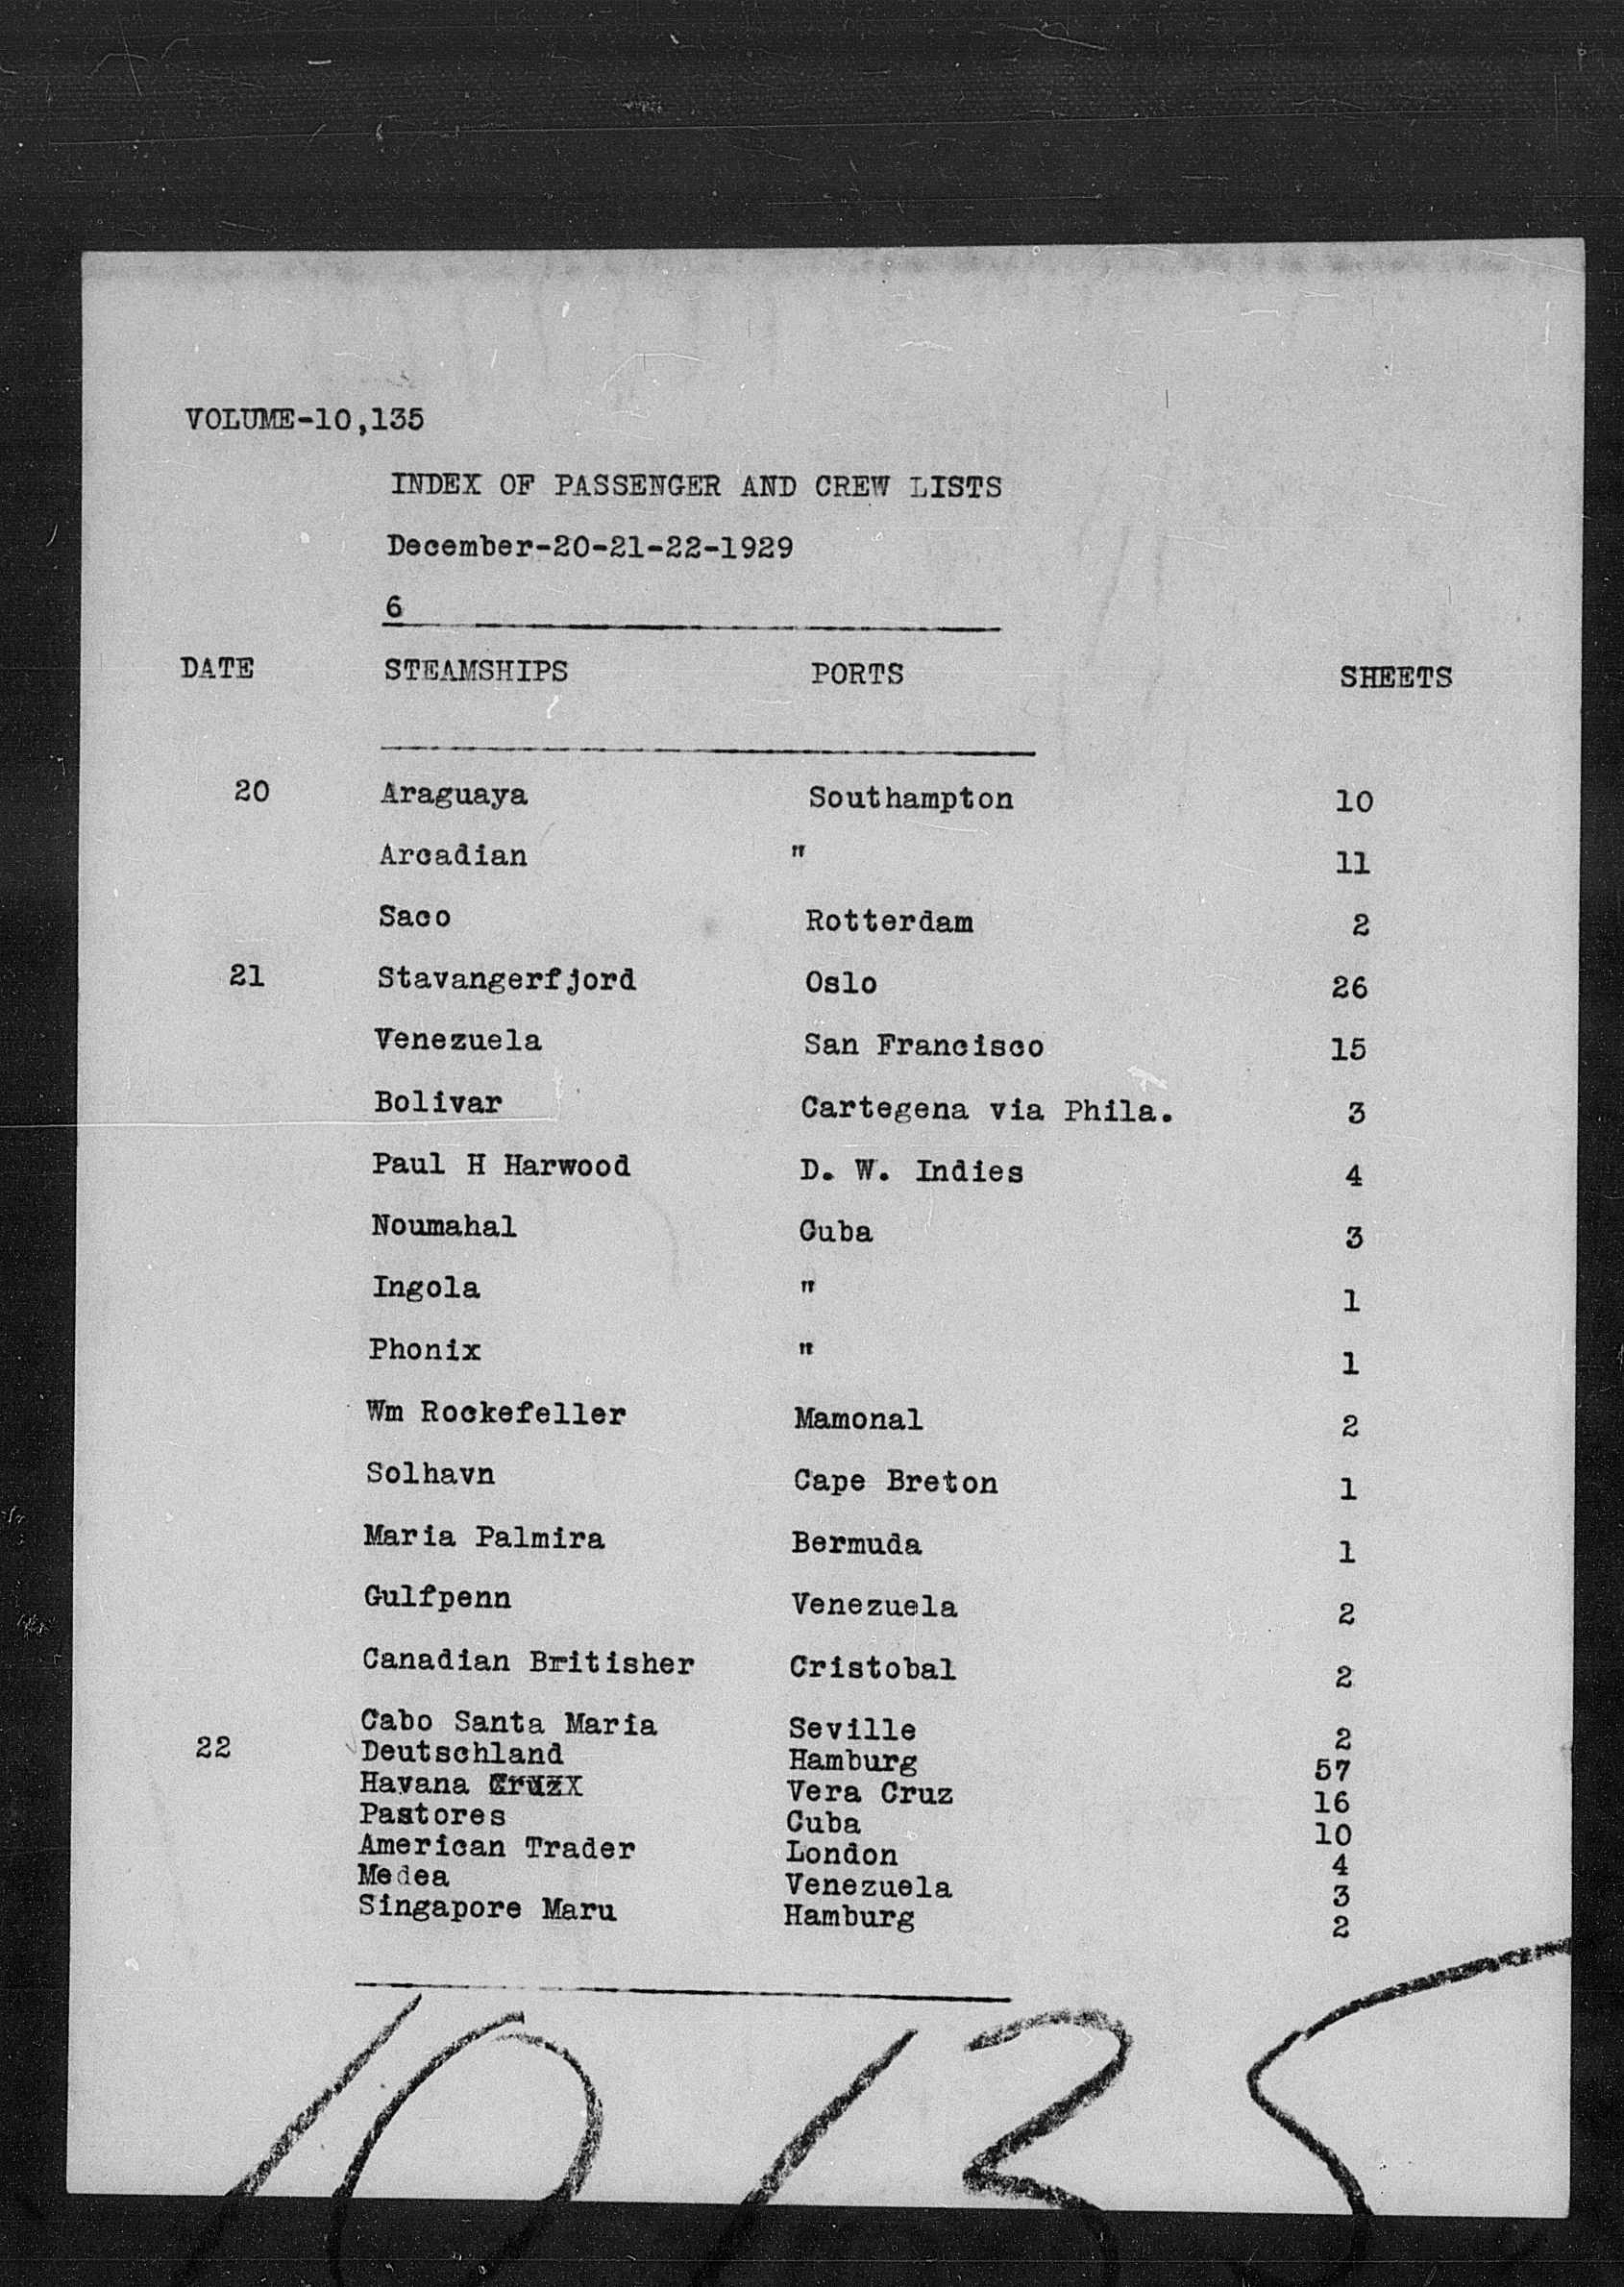 VOLUME-10,135
INDEX OF PASSENGER AND CREW LISTS
December-20-21-22-1929
6
DATE STEAMSHIPS PORTS SHEETS
20 Araguaya Southampton 10
Arcadian " 11
Saco Rotterdam 2
21 Stavangerfjord Oslo 26
Venezuela San Francisco 15
Bolivar Cartegena via Phila. 3
Paul H Harwood D. W. Indies 4
Noumahal Cuba 3
Ingola " 1
Phonix " 1
Wm Rockefeller Mamonal 2
Solhavn Cape Breton 1
Maria Palmira Bermuda 1
Gulfpenn Venezuela 2
Canadian Britisher Cristobal 2
Cabo Santa Maria Seville 2
22 Deutschland Hamburg 57
Havana Vera Cruz 16
Pastores Cuba 10
American Trader London 4
Medea Venezuela 3
Singapore Maru Hamburg 2
10135